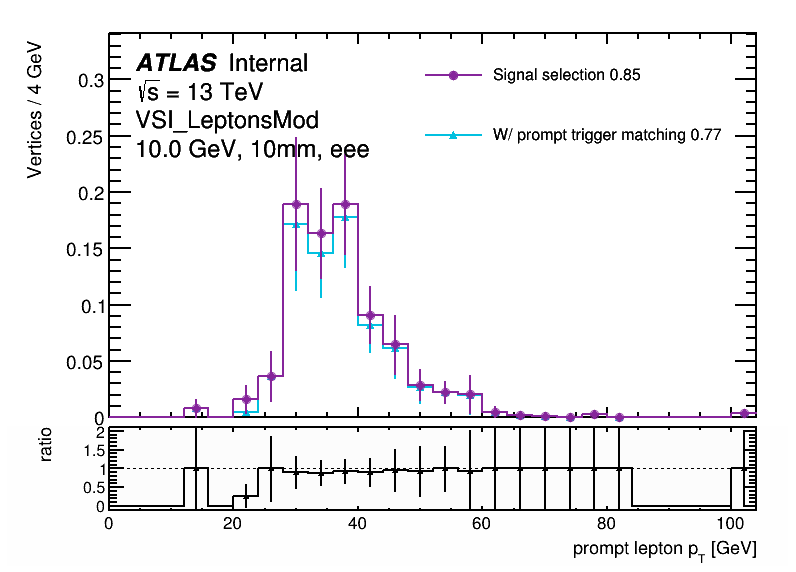 ATLAS Internal
√s = 13 TeV
VSI_LeptonsMod
10.0 GeV, 10mm, eee
Signal selection 0.85
W/ prompt trigger matching 0.77
Vertices / 4 GeV
0.3
0.25
0.2
0.15
0.1
0.05
0
ratio
2
1.5
1
0.5
0
0 20 40 60 80 100
prompt lepton pT [GeV]